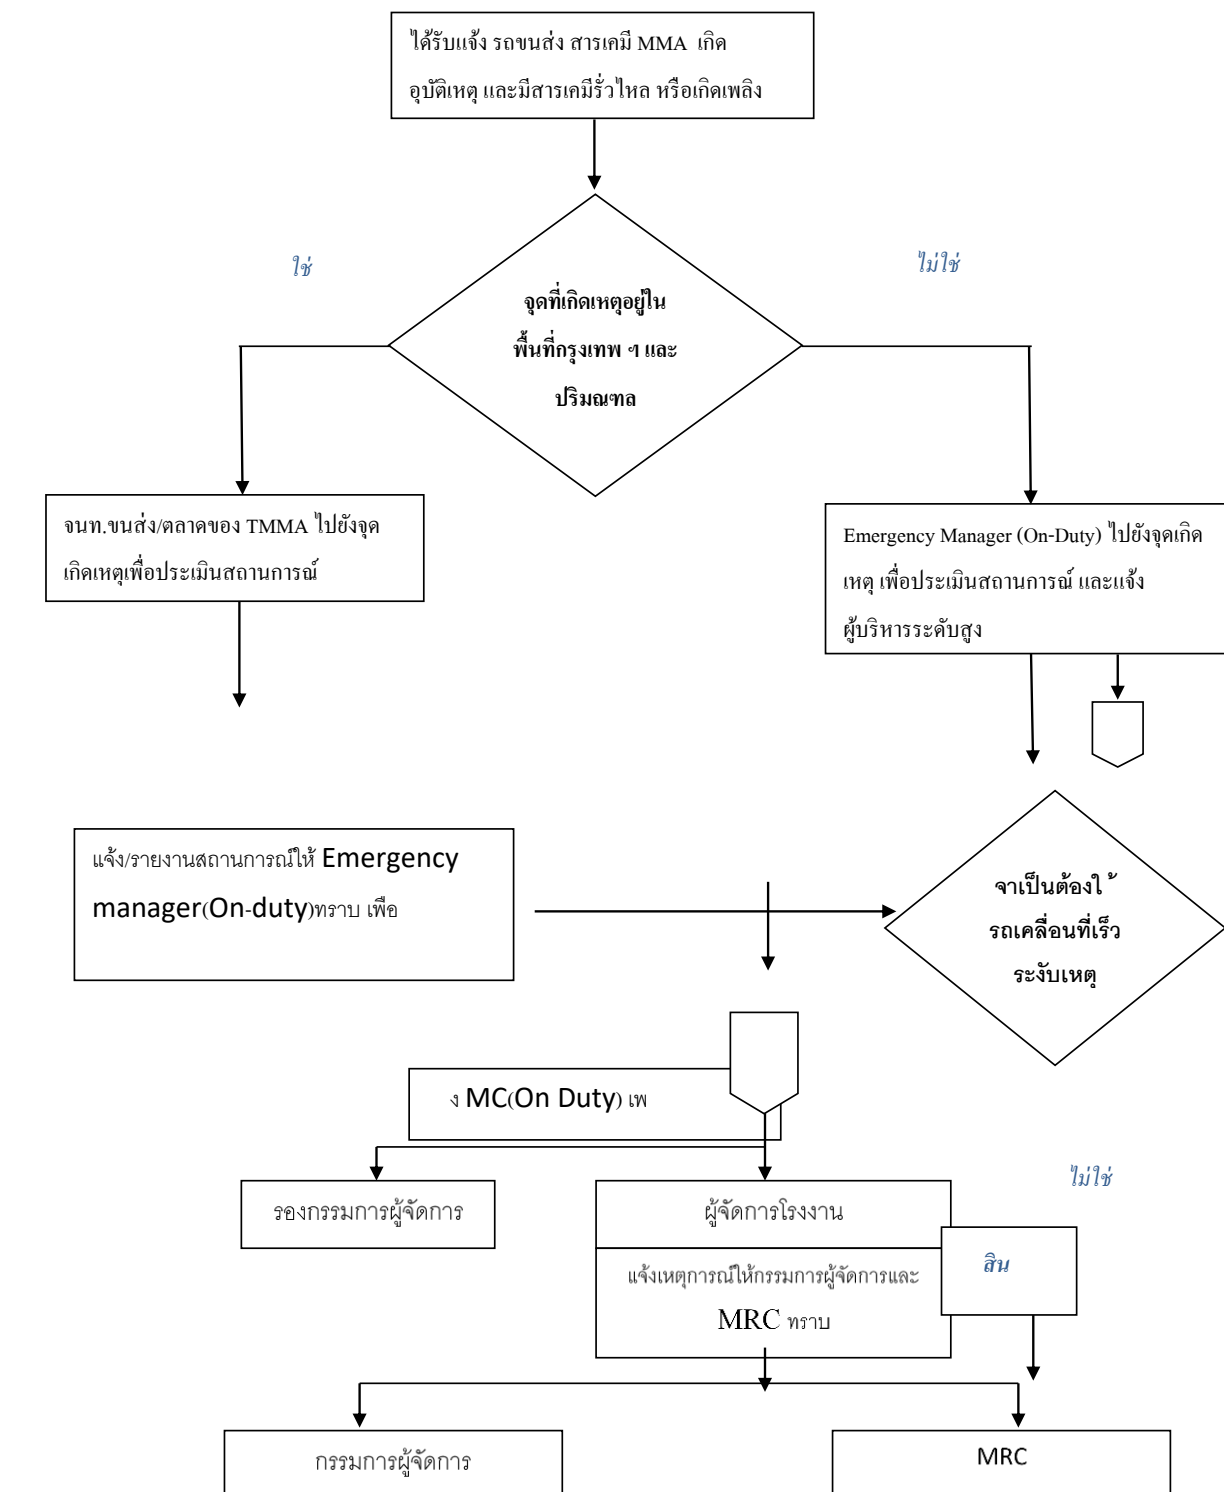 ได้รับแจ้ง รถขนส่ง สารเคมี MMA เกิด
อุบัติเหตุ และมีสารเคมีรั่วไหล หรือเกิดเพลิง
ใช่
ไม่ใช่
จุดที่เกิดเหตุอยู่ใน
พื้นที่กรุงเทพ ฯ และ
ปริมณฑล
จนท.ขนส่ง/ตลาดของ TMMA ไปยังจุด
เกิดเหตุเพื่อประเมินสถานการณ์
Emergency Manager (On-Duty) ไปยังจุดเกิด
เหตุ เพื่อประเมินสถานการณ์ และแจ้ง
ผู้บริหารระดับสูง
แจ้ง/รายงานสถานการณ์ให้ Emergency
manager(On-duty)ทราบ เพือ
จาเป็นต้องใ ้
รถเคลื่อนที่เร็ว
ระงับเหตุ
ง MC(On Duty) เพ
ไม่ใช่
รองกรรมการผู้จัดการ
ผู้จัดการโรงงาน
สิน
แจ้งเหตุการณ์ให้กรรมการผู้จัดการและ
MRC ทราบ
กรรมการผู้จัดการ
MRC